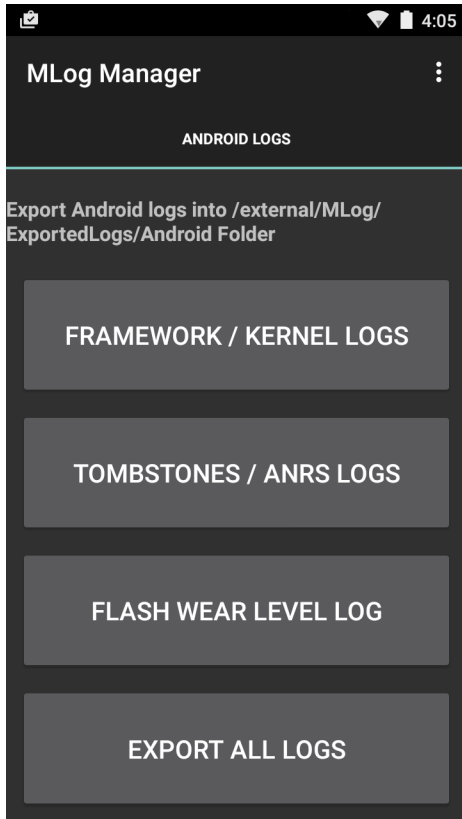 4:05
MLog Manager
ANDROID LOGS
Export Android logs into /external/MLog/
ExportedLogs/Android Folder
FRAMEWORK / KERNEL LOGS
TOMBSTONES / ANRS LOGS
FLASH WEAR LEVEL LOG
EXPORT ALL LOGS